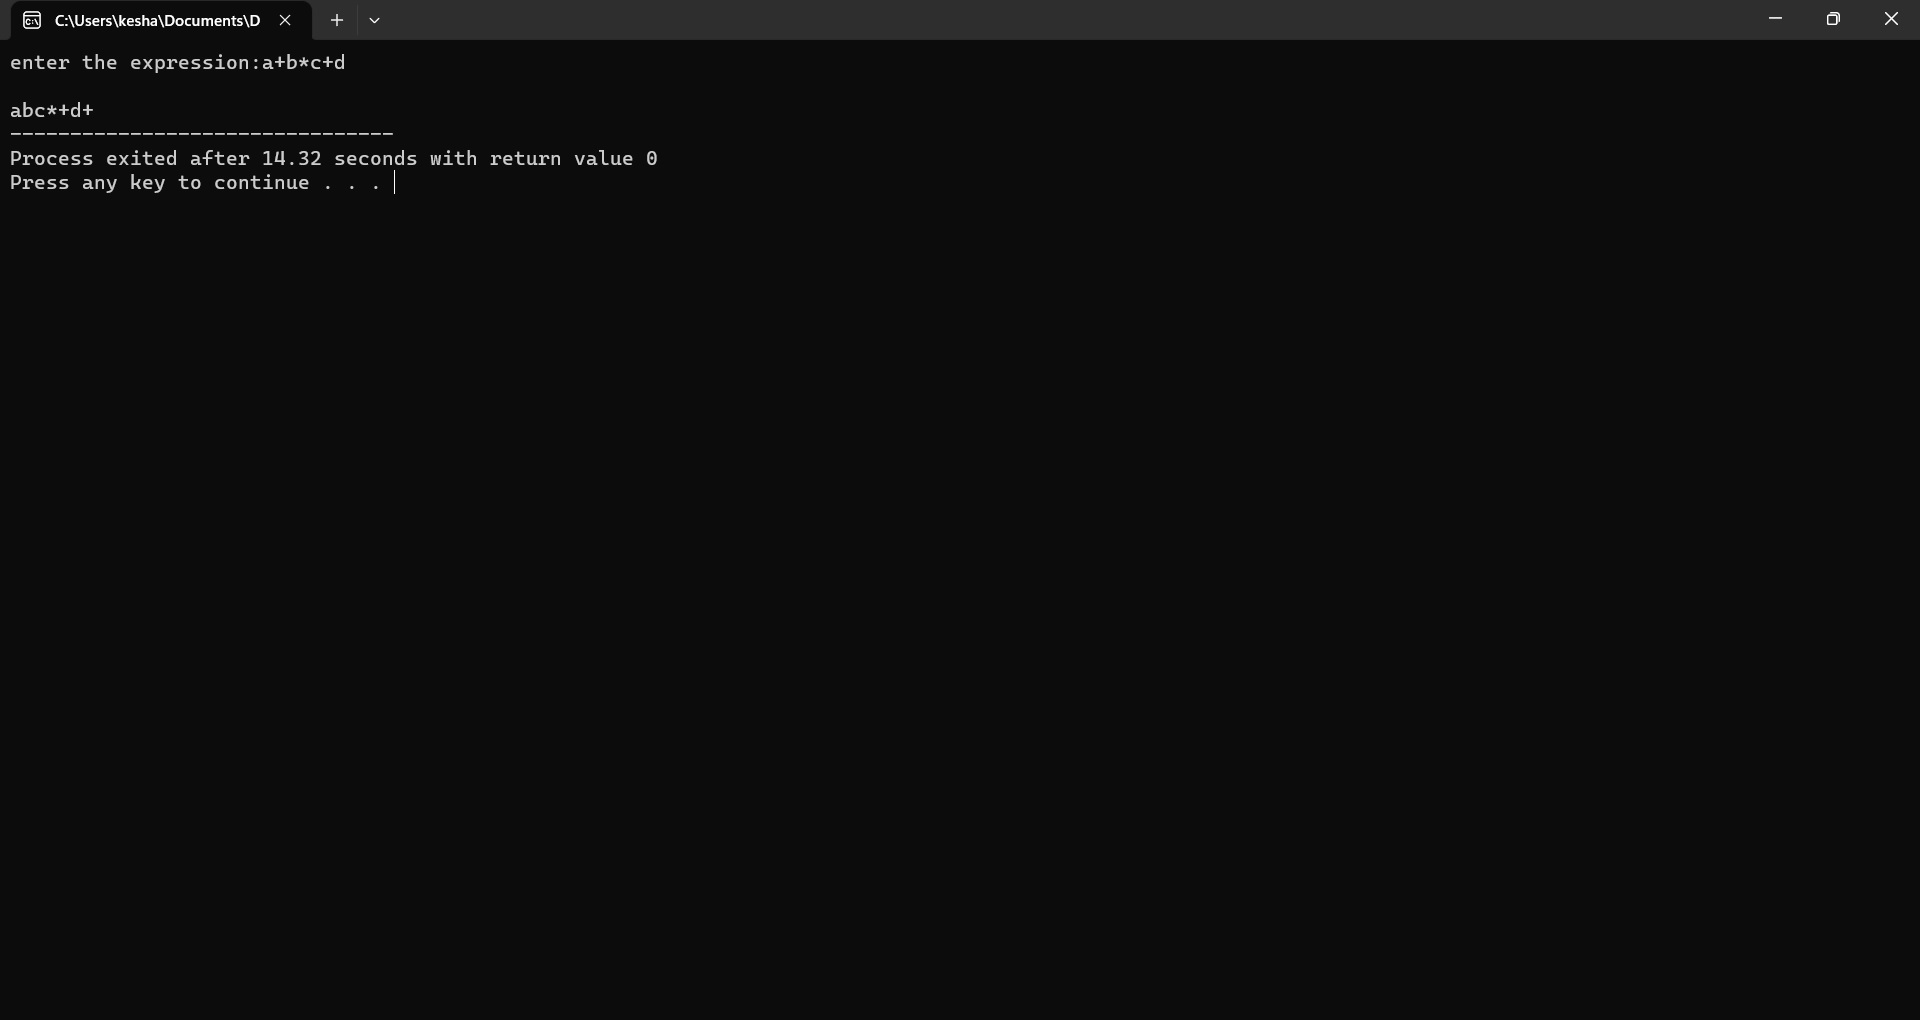 C:\Users\kesha\Documents\D
enter the expression:a+b*c+d
abc*+d+
--------------------------------
Process exited after 14.32 seconds with return value 0
Press any key to continue . . .